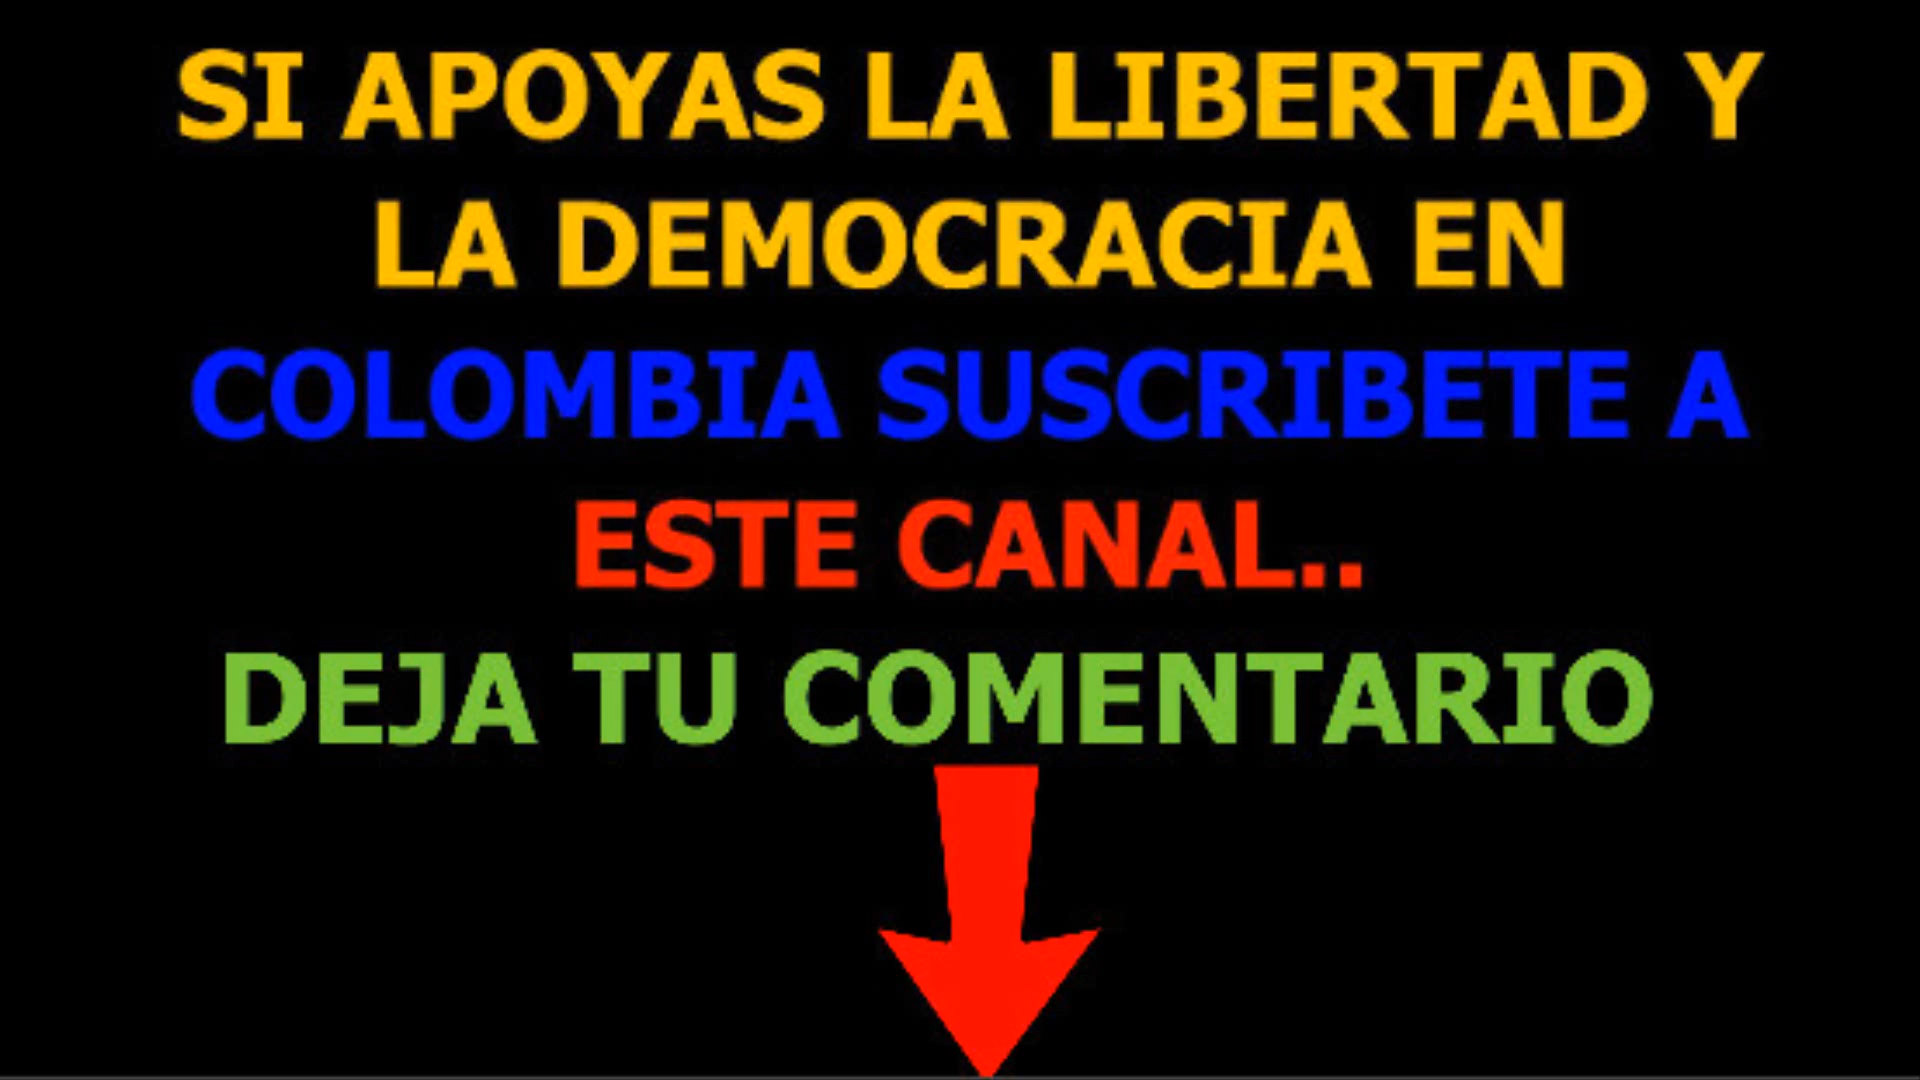 SI APOYAS LA LIBERTAD Y
LA DEMOCRACIA EN
COLOMBIA SUSCRIBETE A
ESTE CANAL..
DEJA TU COMENTARIO